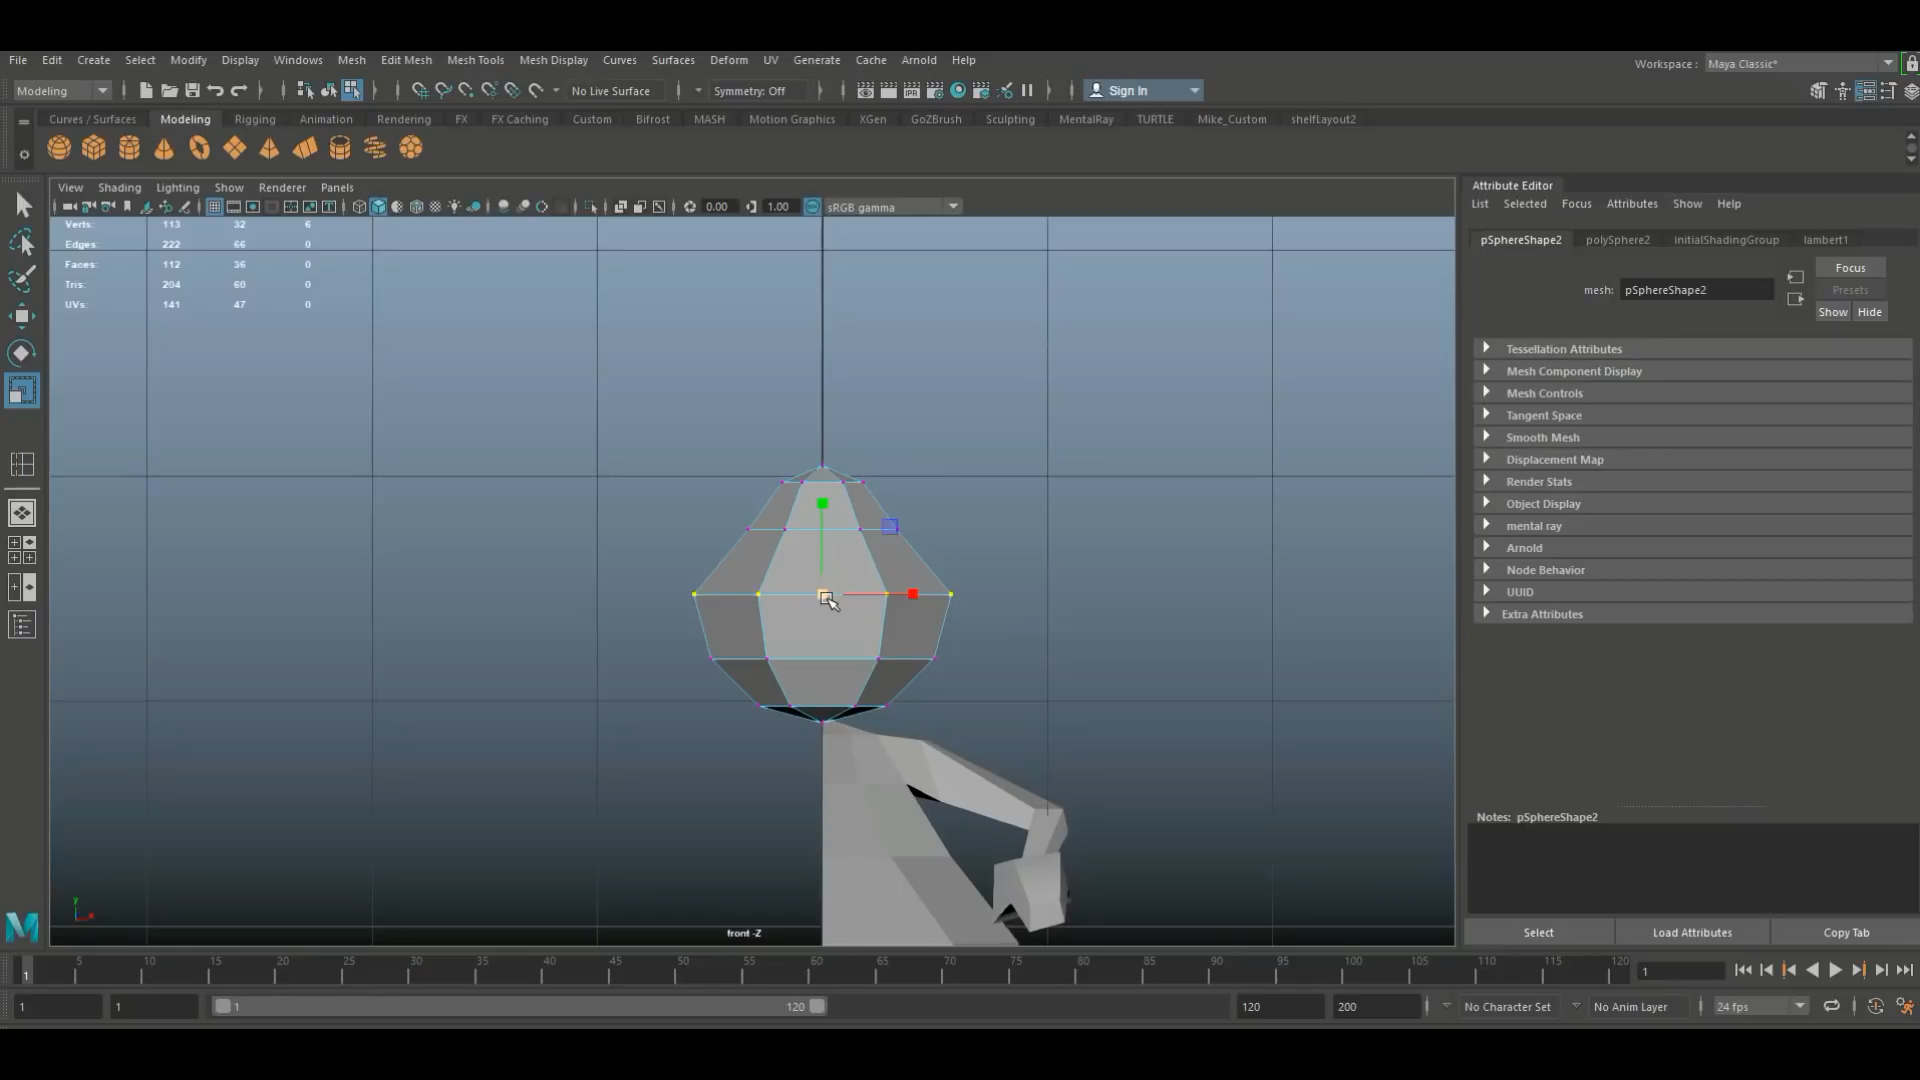 File Edit Create Select Modify Display Windows Mesh Edit Mesh Mesh Tools Mesh Display Curves Surfaces Deform UV Generate Cache Arnold Help
Workspace : Maya Classic*
Modeling No Live Surface Symmetry: Off Sign In
Curves / Surfaces Modeling Rigging Animation Rendering FX FX Caching Custom Bifrost MASH Motion Graphics XGen GoZBrush Sculpting MentalRay TURTLE Mike_Custom shelfLayout2
View Shading Lighting Show Renderer Panels
0.00 1.00 sRGB gamma
Verts: 113 32 6
Edges: 222 66 0
Faces: 112 36 0
Tris: 204 60 0
UVs: 141 47 0
y
front -Z
Attribute Editor
List Selected Focus Attributes Show Help
pSphereShape2 polySphere2 initialShadingGroup lambert1
Focus
mesh: pSphereShape2
Presets
Show Hide
Tessellation Attributes
Mesh Component Display
Mesh Controls
Tangent Space
Smooth Mesh
Displacement Map
Render Stats
Object Display
mental ray
Arnold
Node Behavior
UUID
Extra Attributes
Notes: pSphereShape2
Select Load Attributes Copy Tab
5 10 15 20 25 30 35 40 45 50 55 60 65 70 75 80 85 90 95 100 105 110 115 120
1 1
1 1 1 120 120 200 No Character Set No Anim Layer 24 fps